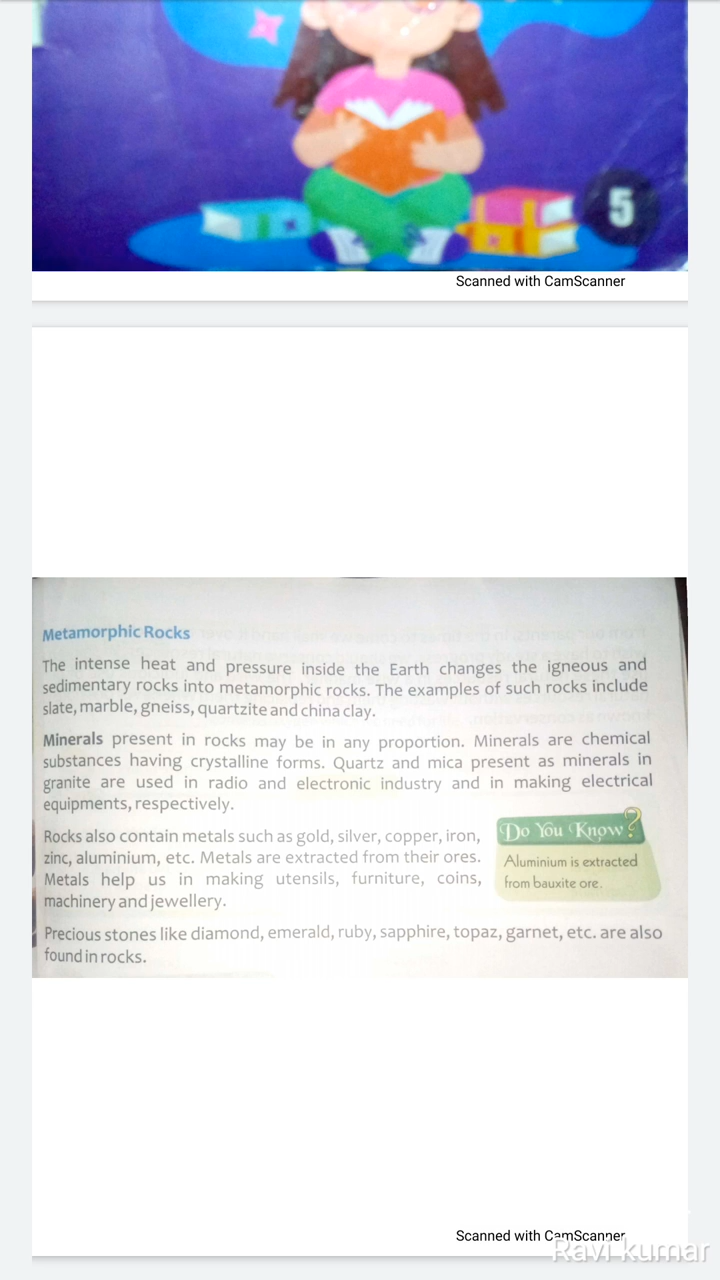 5
Scanned with CamScanner
Metamorphic Rocks
The intense heat and pressure inside the Earth changes the igneous and
sedimentary rocks into metamorphic rocks. The examples of such rocks include
slate, marble, gneiss, quartzite and china clay.
Minerals present in rocks may be in any proportion. Minerals are chemical
substances having crystalline forms. Quartz and mica present as minerals in
granite are used in radio and electronic industry and in making electrical
equipments, respectively.
Rocks also contain metals such as gold, silver, copper, iron,
zinc, aluminium, etc. Metals are extracted from their ores.
Metals help us in making utensils, furniture, coins,
machinery and jewellery.
Do You Know?
Aluminium is extracted
from bauxite ore.
Precious stones like diamond, emerald, ruby, sapphire, topaz, garnet, etc. are also
found in rocks.
Scanned with CamScanner
Ravi kumar